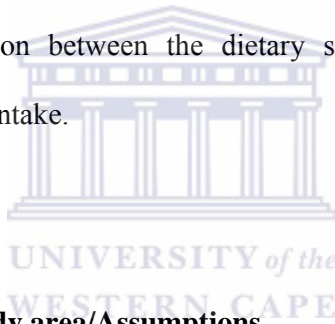 on between the dietary s
ntake.
UNIVERSITY of the
WESTERN CAPE
dy area/Assumptions